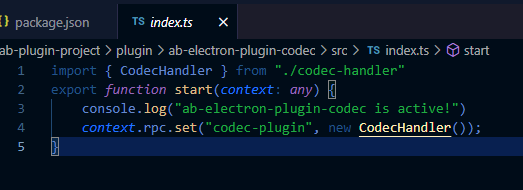 package.json
TS index.ts ×
ab-plugin-project > plugin > ab-electron-plugin-codec > src > TS index.ts > start
1 import { CodecHandler } from "./codec-handler"
2 export function start(context: any) {
3     console.log("ab-electron-plugin-codec is active!")
4     context.rpc.set("codec-plugin", new CodecHandler());
5 }